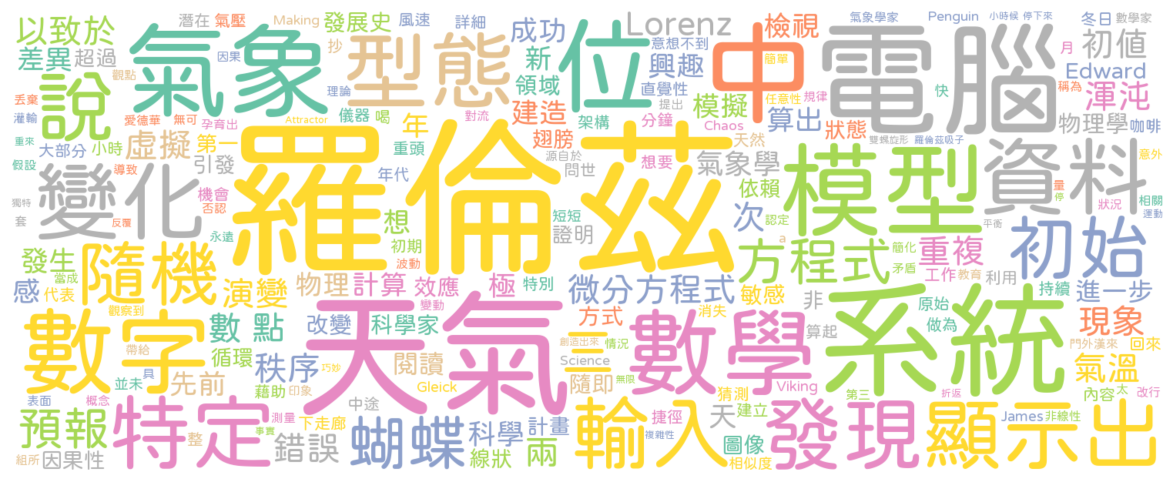 以致於
潛在
氣壓
發展史
風速
詳細
成功
Lorenz
氣象學家
Penguin
小時候
停下來
冬日
數學家
Making
差異
超過
因果
氣象
型態
抄
新
位
意想不到
興趣
中
檢視
簡單
電腦
月
初值
Edward
稱為
說
觀點
理論
領域
直覺性
提出
任意性
規律
快
渾沌
丟棄
灌輸
愛德華
無可
孕育出
儀器
喝
建造
架構
模擬
分鐘
算出
物理學
咖啡
重來
第一
Attractor
年
對流
翅膀
Chaos
天然
狀態
雙螺旋形
羅倫茲吸子
意外
假設
大部分
小時
虛擬
重頭
源自於
問世
想要
氣象學
依賴
模型
資料
量
停
相關
運動
導致
引發
羅倫茲
年代
短短
證明
次
認定
狀況
獨特
套
變化
機會
否認
反覆
想
永遠
初期
波動
a
平衡
初始
發生
當成
隨機
物理
計算
效應
極
特別
方程式
簡化
矛盾
重複
工作
教育
利用
持續
進一步
感
代表
演變
變動
微分方程式
敏感
非
原始
做為
觀察到
數字
數
點
改變
科學家
天氣
方式
消失
算起
系統
現象
門外漢來
回來
帶給
循環
秩序
閱讀
三
創造出來
情況
數學
氣溫
並未
具
先前
藉助
印象
巧妙
Gleick
Science
隨即
無限
猜測
Viking
第三
折返
內容
太
改行
表面
概念
特定
測量
下走廊
中途
輸入
捷徑
天
建立
發現
James
非線性
顯示出
預報
整
事實
錯誤
蝴蝶
科學
計畫
圖像
組所
因果性
線狀
兩
複雜性
相似度